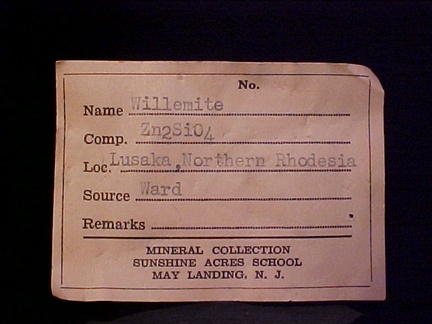 No.
Name Willemite
Comp. Zn2SiO4
Loc. Lusaka,Northern Rhodesia
Source Ward
Remarks
MINERAL COLLECTION
SUNSHINE ACRES SCHOOL
MAY LANDING, N. J.